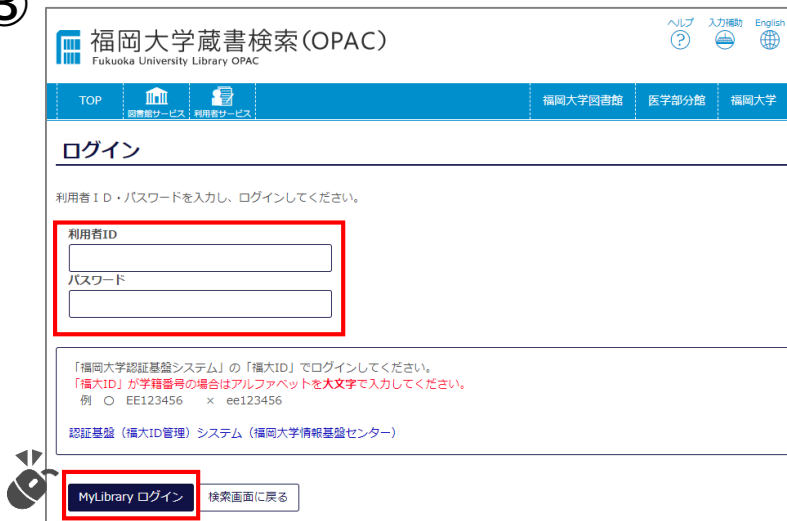 ③
福岡大学蔵書検索(OPAC)
Fukuoka University Library OPAC
ヘルプ 入力補助 English
TOP 図書館サービス 利用者サービス 福岡大学図書館 医学部分館 福岡大学
ログイン
利用者ＩＤ・パスワードを入力し、ログインしてください。
利用者ID
パスワード
「福岡大学認証基盤システム」の「福大ID」でログインしてください。
「福大ID」が学籍番号の場合はアルファベットを大文字で入力してください。
例 ○ EE123456 × ee123456
認証基盤（福大ID管理）システム（福岡大学情報基盤センター）
MyLibrary ログイン 検索画面に戻る